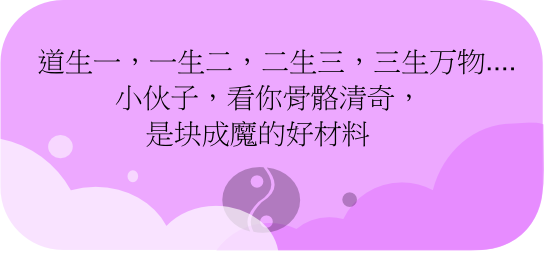 道生一，一生二，二生三，三生万物....
小伙子，看你骨骼清奇，
是块成魔的好材料